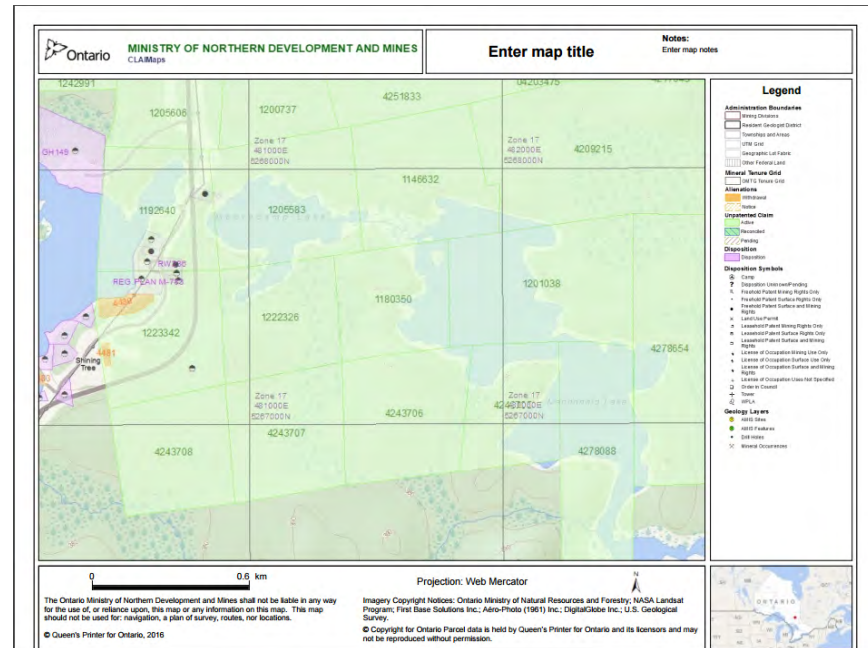 Ontario
MINISTRY OF NORTHERN DEVELOPMENT AND MINES
CLAIMaps
Enter map title
Notes:
Enter map notes
1242991
1205606
1200737
4251833
04203475
Zone 17
481000E
5268000N
Zone 17
482000E
5268000N
4209215
GH149
1146632
1192640
1205583
REG PLAN M-
1180350
1201038
1223342
1222326
4278654
4481
Shining
Tree
Zone 17
481000E
5267000N
Zone 17
5267000N
4243706
4243707
4243708
4278088
Legend
Administration Boundaries
Mining Divisions
Resident Geologist District
Townships and Areas
UTM Grid
Geographic Lot Fabric
Other Federal Land
Mineral Tenure Grid
OMTG Tenure Grid
Alienations
Withdrawal
Notice
Unpatented Claim
Active
Recorded
Pending
Disposition
Disposition
Disposition Symbols
Camp
Disposition Unknown/Pending
Freehold Patent Mining Rights Only
Freehold Patent Surface Rights Only
Freehold Patent Surface and Mining
Rights
Land Use Permit
Leasehold Patent Mining Rights Only
Leasehold Patent Surface Rights Only
Leasehold Patent Surface and Mining
Rights
License of Occupation Mining Use Only
License of Occupation Surface Use Only
License of Occupation Surface and Mining
Rights
License of Occupation Uses Not Specified
Order in Council
Tower
WPLA
Geology Layers
AMIS Sites
AMIS Features
Drill Holes
Mineral Occurrences
0 0.6 km
Projection: Web Mercator
N
The Ontario Ministry of Northern Development and Mines shall not be liable in any way
for the use of, or reliance upon, this map or any information on this map. This map
should not be used for: navigation, a plan of survey, routes, nor locations.
© Queen's Printer for Ontario, 2016
Imagery Copyright Notices: Ontario Ministry of Natural Resources and Forestry; NASA Landsat
Program; First Base Solutions Inc.; Aéro-Photo (1961) Inc.; DigitalGlobe Inc.; U.S. Geological
Survey.
© Copyright for Ontario Parcel data is held by Queen's Printer for Ontario and its licensors and may
not be reproduced without permission.
ONTARIO